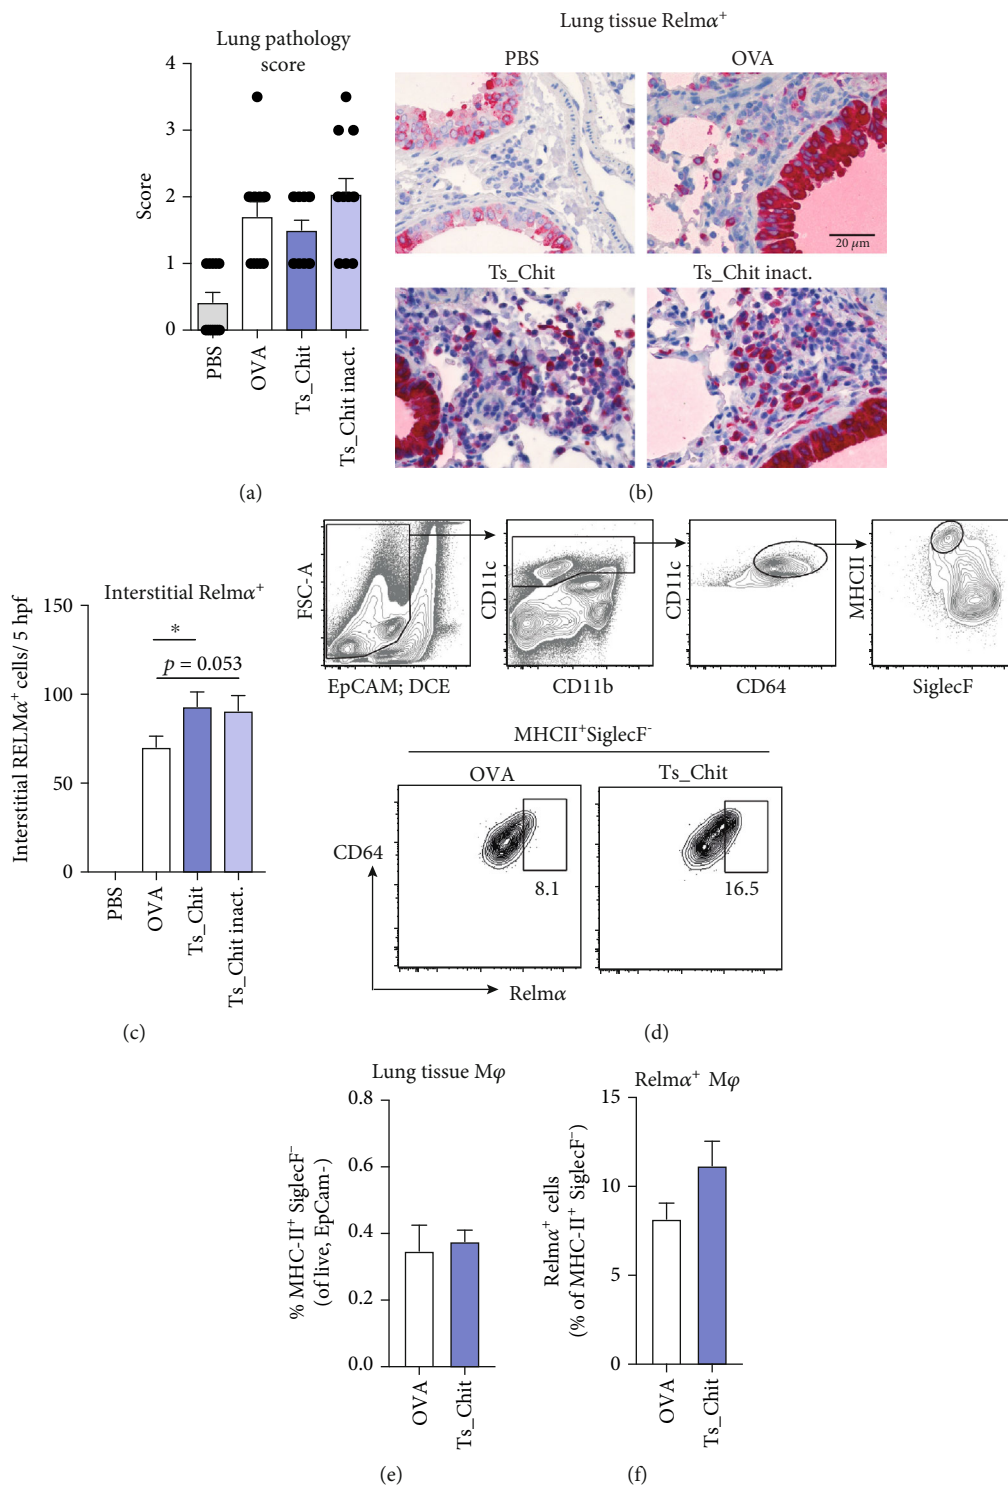 Lung pathology
score
Score
4
3
2
1
0
PBS
OVA
Ts_Chit
Ts_Chit inact.
(a)
Lung tissue Relmα⁺
PBS
OVA
20 µm
Ts_Chit
Ts_Chit inact.
(b)
Interstitial Relmα⁺
Interstitial RELMα⁺ cells/ 5 hpf
150
100
50
0
*
p = 0.053
PBS
OVA
Ts_Chit
Ts_Chit inact.
(c)
FSC-A
EpCAM; DCE
CD11c
CD11b
CD11c
CD64
MHCII
SiglecF
MHCII⁺SiglecF⁻
OVA
Ts_Chit
CD64
8.1
16.5
Relmα
(d)
Lung tissue Mφ
% MHC-II⁺ SiglecF⁻
(of live, EpCam-)
0.8
0.6
0.4
0.2
0.0
OVA
Ts_Chit
(e)
Relmα⁺ Mφ
Relmα⁺ cells
(% of MHC-II⁺ SiglecF⁻)
15
10
5
0
OVA
Ts_Chit
(f)